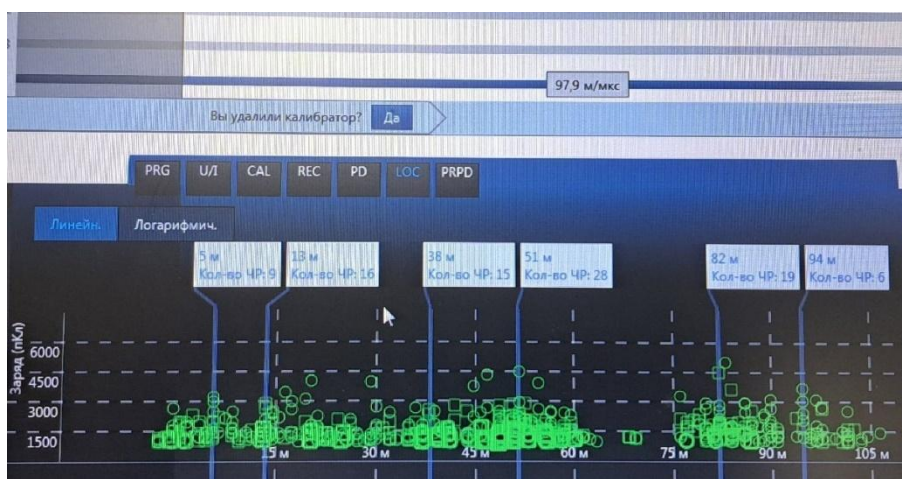 97,9 м/мкс
Вы удалили калибратор? Да
PRG U/I CAL REC PD LOC PRPD
Линейн. Логарифмич.
5 м
Кол-во ЧР: 9
13 м
Кол-во ЧР: 16
38 м
Кол-во ЧР: 15
51 м
Кол-во ЧР: 28
82 м
Кол-во ЧР: 19
94 м
Кол-во ЧР: 6
Заряд (пКл)
6000
4500
3000
1500
15 м 30 м 45 м 60 м 75 м 90 м 105 м